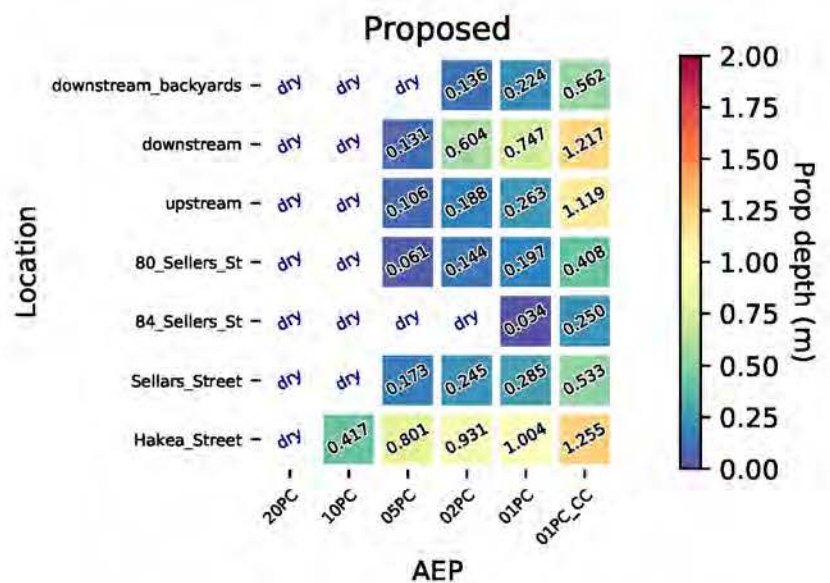 Proposed
downstream_backyards dry dry dry 0.136 0.224 0.562
downstream dry dry 0.131 0.604 0.747 1.217
upstream dry dry 0.106 0.188 0.263 1.119
80_Sellers_St dry dry 0.061 0.144 0.197 0.408
84_Sellers_St dry dry dry dry 0.034 0.250
Sellars_Street dry dry 0.173 0.245 0.285 0.533
Hakea_Street dry 0.417 0.801 0.931 1.004 1.255
20PC 10PC 05PC 02PC 01PC 01PC_CC
AEP
Location
2.00
1.75
1.50
1.25
1.00
0.75
0.50
0.25
0.00
Prop depth (m)